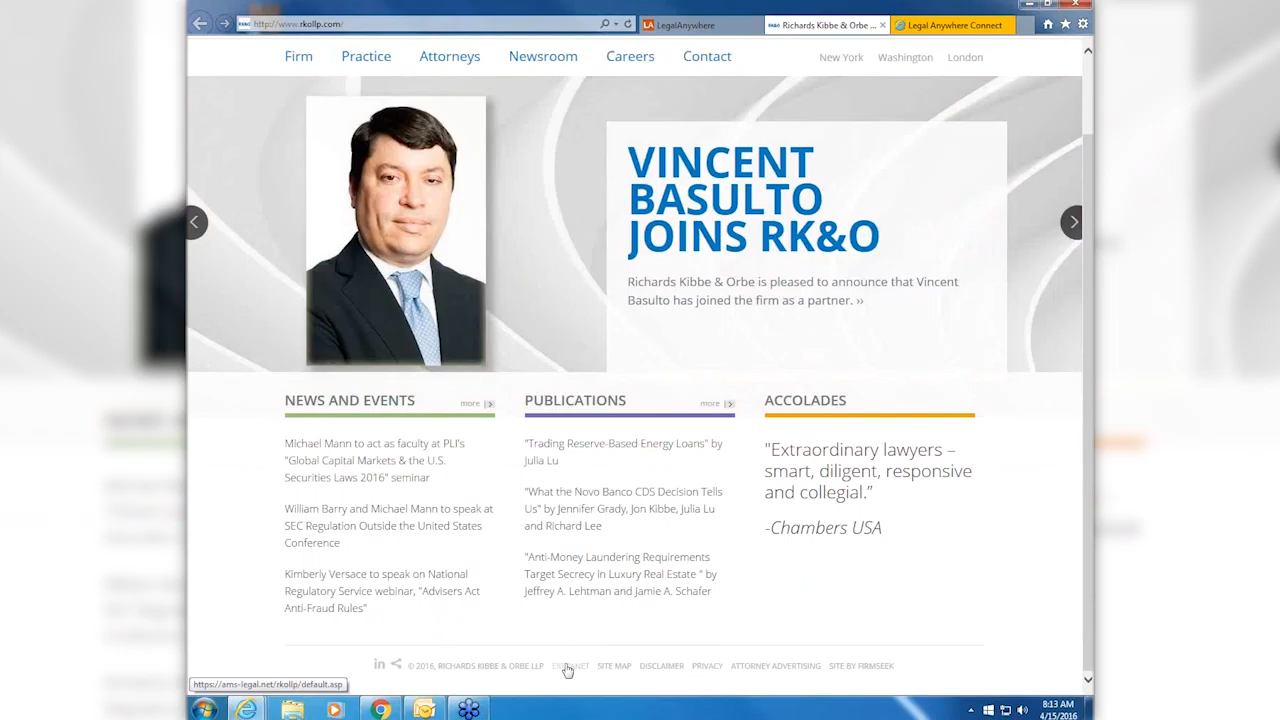 RK&O http://www.rkollp.com/
LA LegalAnywhere
RK&O Richards Kibbe & Orbe ...
Legal Anywhere Connect
Firm Practice Attorneys Newsroom Careers Contact
New York Washington London
VINCENT
BASULTO
JOINS RK&O
Richards Kibbe & Orbe is pleased to announce that Vincent
Basulto has joined the firm as a partner. ››
NEWS AND EVENTS more
Michael Mann to act as faculty at PLI's
"Global Capital Markets & the U.S.
Securities Laws 2016" seminar
William Barry and Michael Mann to speak at
SEC Regulation Outside the United States
Conference
Kimberly Versace to speak on National
Regulatory Service webinar, "Advisers Act
Anti-Fraud Rules"
PUBLICATIONS more
"Trading Reserve-Based Energy Loans" by
Julia Lu
"What the Novo Banco CDS Decision Tells
Us" by Jennifer Grady, Jon Kibbe, Julia Lu
and Richard Lee
"Anti-Money Laundering Requirements
Target Secrecy in Luxury Real Estate " by
Jeffrey A. Lehtman and Jamie A. Schafer
ACCOLADES
"Extraordinary lawyers –
smart, diligent, responsive
and collegial.”
-Chambers USA
in © 2016, RICHARDS KIBBE & ORBE LLP EXTRANET SITE MAP DISCLAIMER PRIVACY ATTORNEY ADVERTISING SITE BY FIRMSEEK
https://ams-legal.net/rkollp/default.asp
8:13 AM
4/15/2016